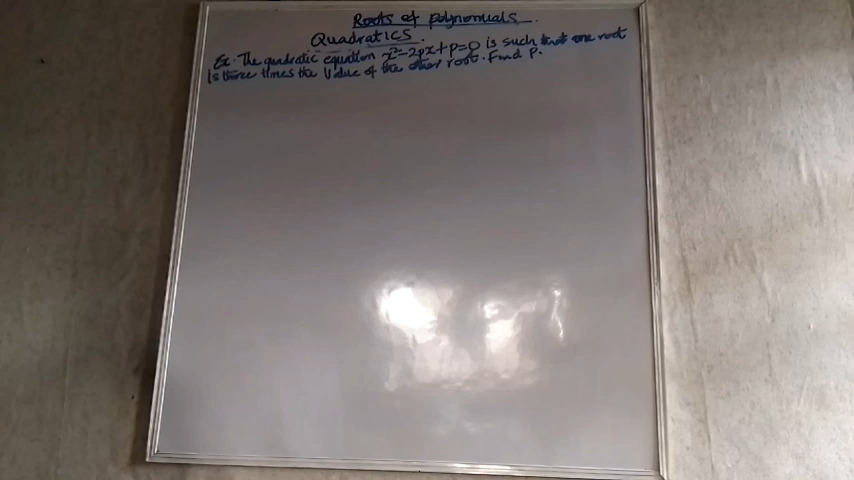 Roots of polynomials.
Quadratics.
Ex. The quadratic equation x²-2px+p=0 is such that one root
is three times the value of the other root. Find p.